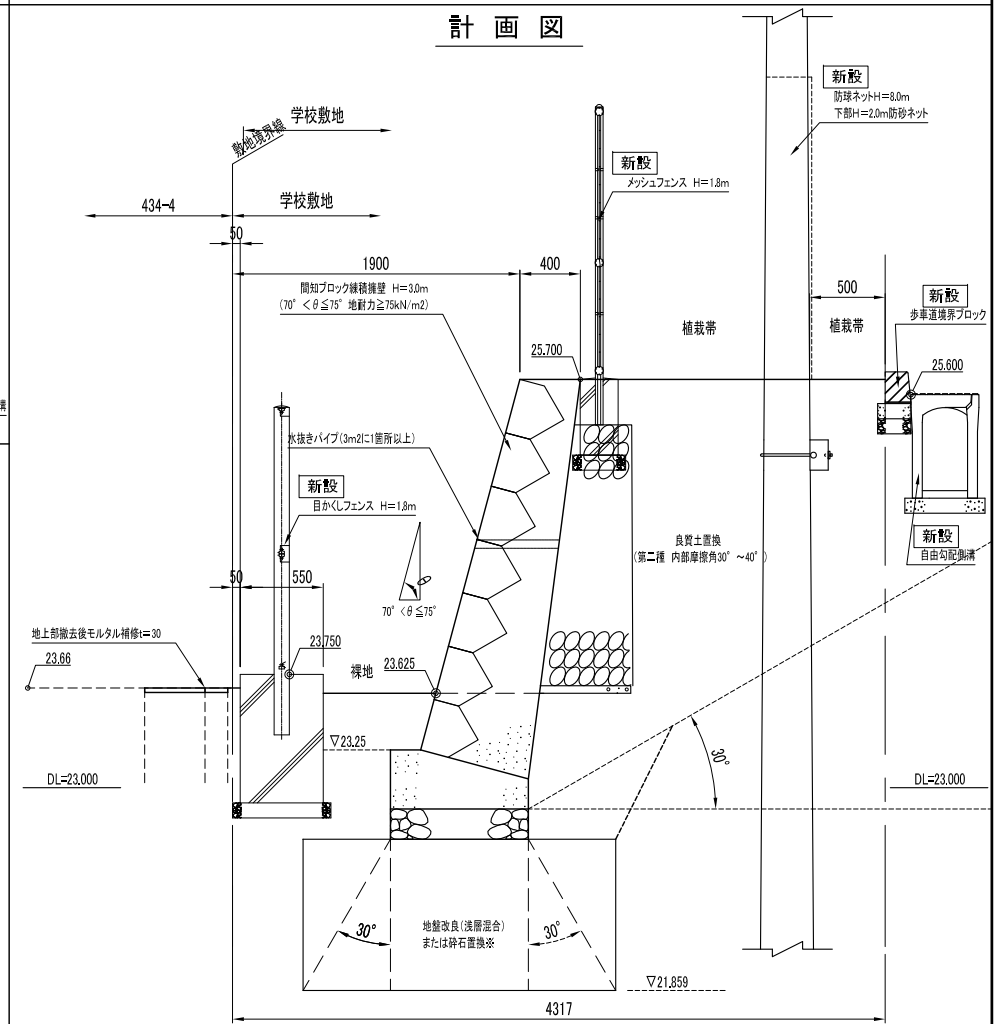 計画図
新設
防球ネットH=8.0m
下部H=2.0m防砂ネット
学校敷地
敷地境界線
新設
メッシュフェンス H=1.8m
434-4
学校敷地
50
1900
400
500
間知ブロック練積擁壁 H=3.0m
(70°<θ≦75° 地耐力≧75kN/m2)
新設
歩車道境界ブロック
植栽帯
植栽帯
25.700
25.600
水抜きパイプ(3m2に1箇所以上)
新設
目かくしフェンス H=1.8m
新設
自由勾配側溝
良質土置換
(第二種 内部摩擦角30°~40°)
50
550
θ
70°<θ≦75°
地上部撤去後モルタル補修t=30
23.66
23.750
裸地
23.625
▽23.25
30°
DL=23.000
DL=23.000
30°
地盤改良(浅層混合)
または砕石置換※
30°
▽21.859
4317